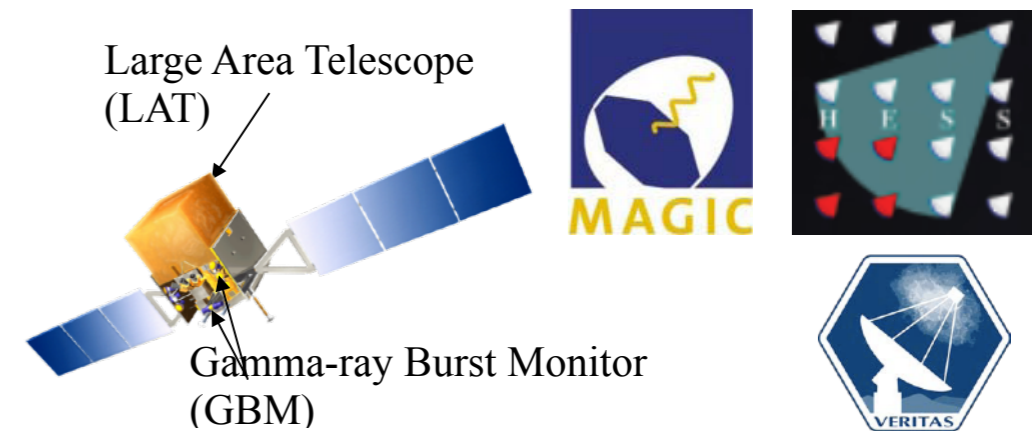 Large Area Telescope
(LAT)
MAGIC
H E S S
Gamma-ray Burst Monitor
(GBM)
VERITAS